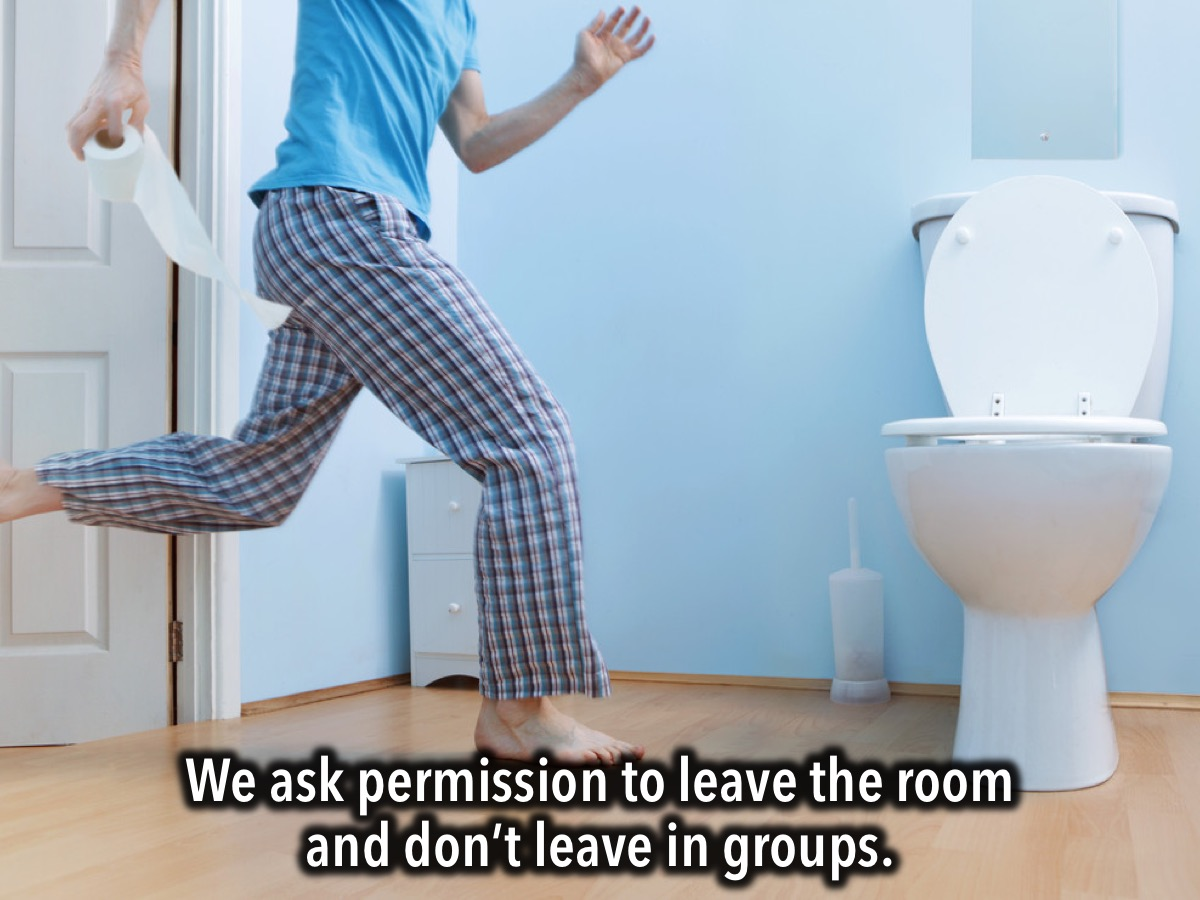 We ask permission to leave the room
and don’t leave in groups.